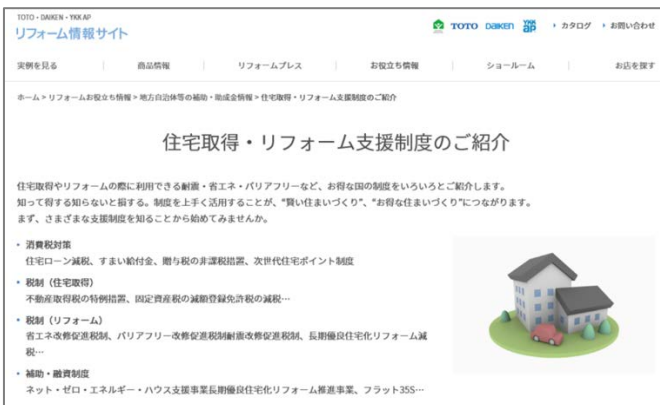 TOTO・DAIKEN・YKK AP
リフォーム情報サイト
TOTO DAIKEN YKK ap カタログ お問い合わせ
実例を見る 商品情報 リフォームプレス お役立ち情報 ショールーム お店を探す
ホーム > リフォームお役立ち情報 > 地方自治体等の補助・助成金情報 > 住宅取得・リフォーム支援制度のご紹介
住宅取得・リフォーム支援制度のご紹介
住宅取得やリフォームの際に利用できる耐震・省エネ・バリアフリーなど、お得な国の制度をいろいろとご紹介します。
知って得する知らないと損する。制度を上手く活用することが、“賢い住まいづくり”、“お得な住まいづくり”につながります。
まず、さまざまな支援制度を知ることから始めてみませんか。
・消費税対策
住宅ローン減税、すまい給付金、贈与税の非課税措置、次世代住宅ポイント制度
・税制（住宅取得）
不動産取得税の特例措置、固定資産税の減額登録免許税の減税…
・税制（リフォーム）
省エネ改修促進税制、バリアフリー改修促進税制耐震改修促進税制、長期優良住宅化リフォーム減
税…
・補助・融資制度
ネット・ゼロ・エネルギー・ハウス支援事業長期優良住宅化リフォーム推進事業、フラット35S…